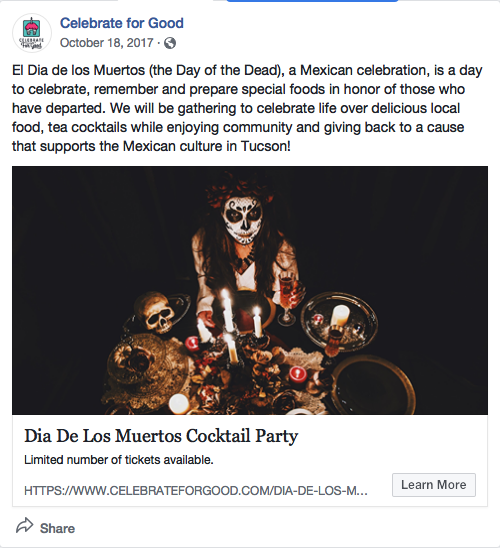 CELEBRATE
For Good
Celebrate for Good
October 18, 2017 ·
El Dia de los Muertos (the Day of the Dead), a Mexican celebration, is a day
to celebrate, remember and prepare special foods in honor of those who
have departed. We will be gathering to celebrate life over delicious local
food, tea cocktails while enjoying community and giving back to a cause
that supports the Mexican culture in Tucson!
Dia De Los Muertos Cocktail Party
Limited number of tickets available.
HTTPS://WWW.CELEBRATEFORGOOD.COM/DIA-DE-LOS-M...
Learn More
Share